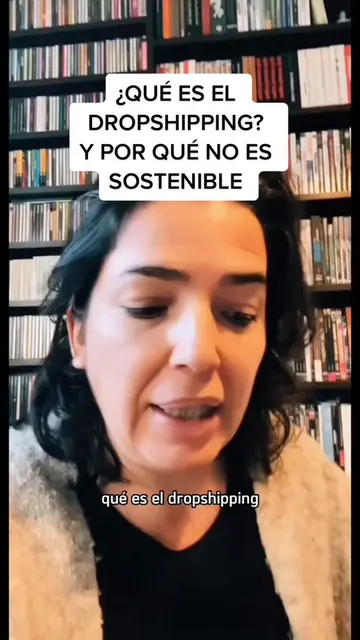 ¿QUÉ ES EL
DROPSHIPPING?
Y POR QUÉ NO ES
SOSTENIBLE
qué es el dropshipping